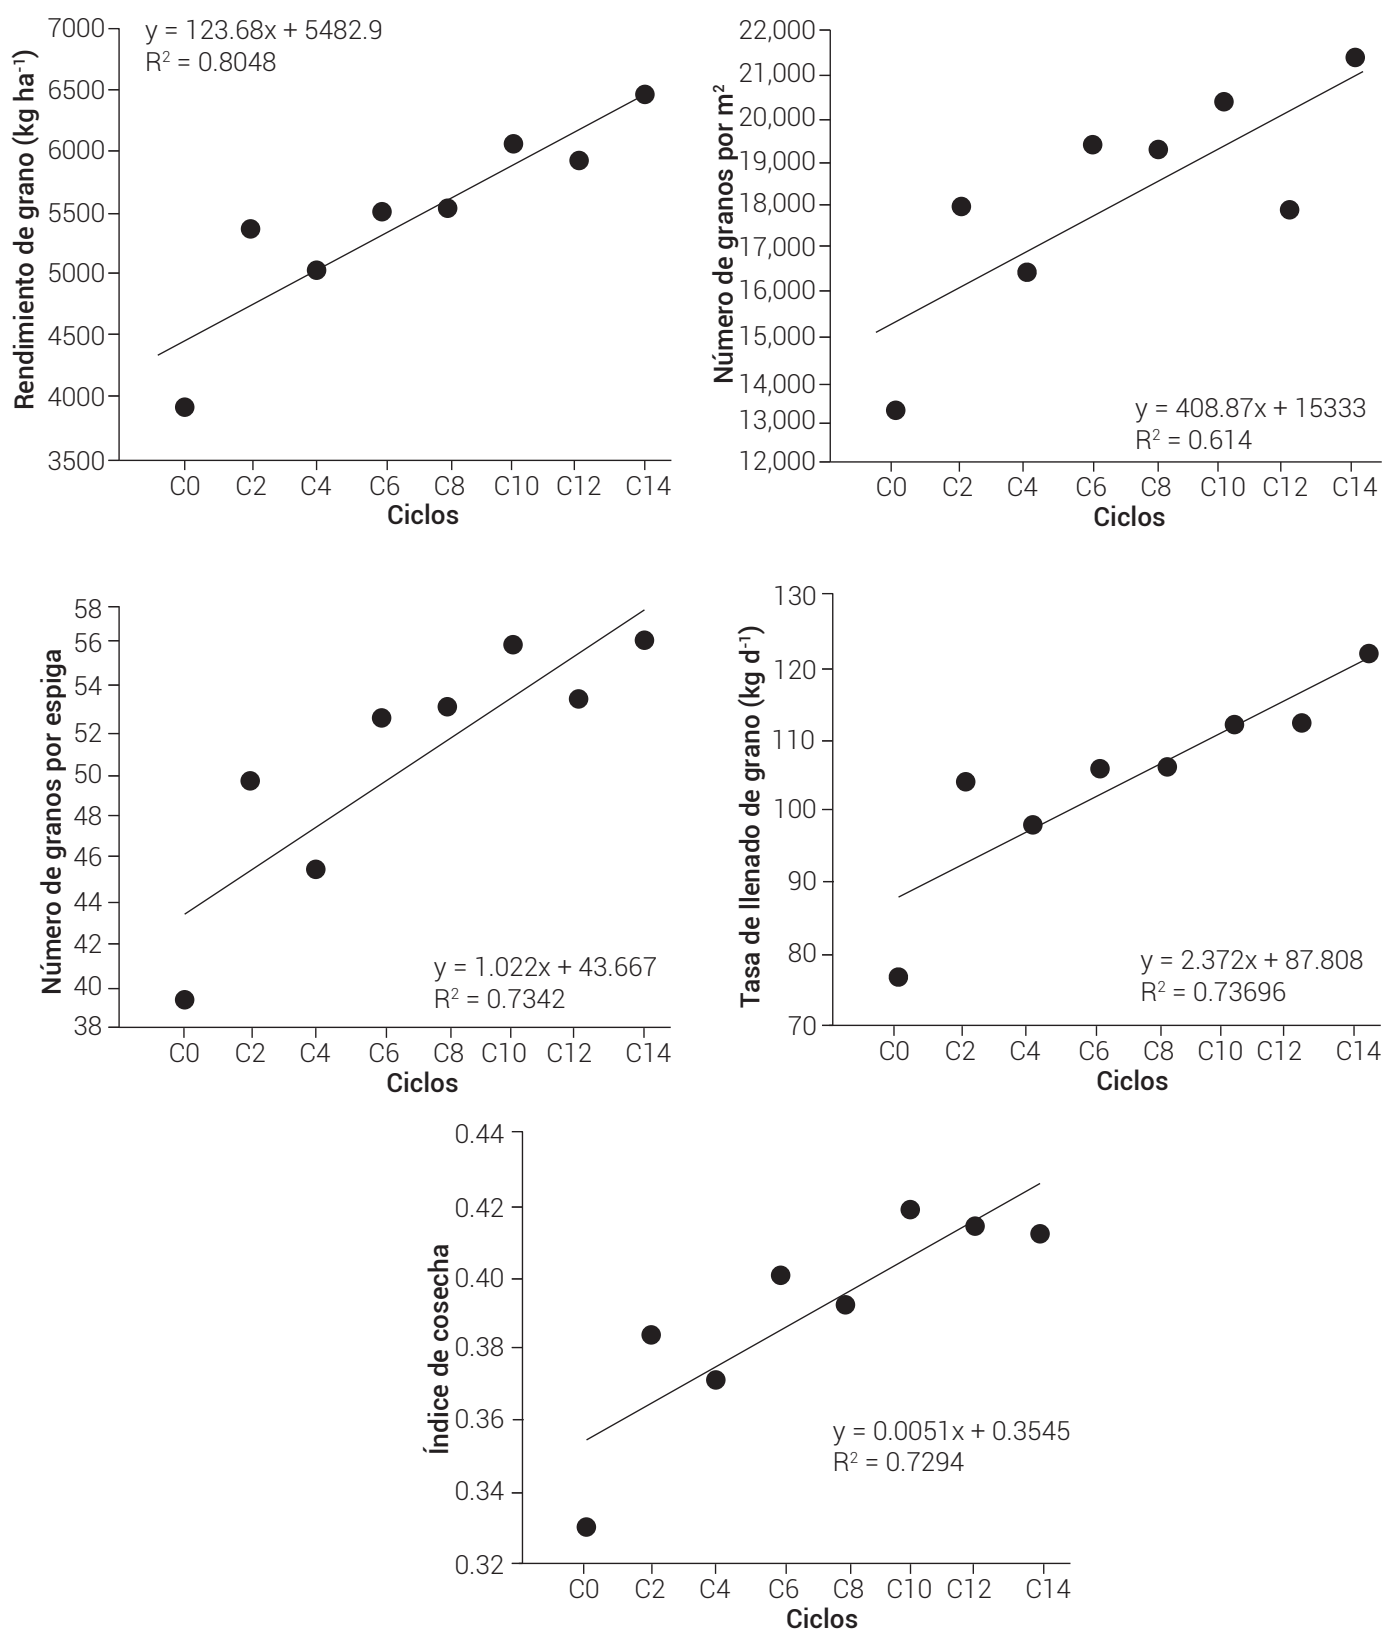 y = 123.68x + 5482.9
R² = 0.8048
Rendimiento de grano (kg ha⁻¹)
7000
6500
6000
5500
5000
4500
4000
3500
C0 C2 C4 C6 C8 C10 C12 C14
Ciclos
Número de granos por m²
22,000
21,000
20,000
19,000
18,000
17,000
16,000
15,000
14,000
13,000
12,000
y = 408.87x + 15333
R² = 0.614
C0 C2 C4 C6 C8 C10 C12 C14
Ciclos
Número de granos por espiga
58
56
54
52
50
48
46
44
42
40
38
y = 1.022x + 43.667
R² = 0.7342
C0 C2 C4 C6 C8 C10 C12 C14
Ciclos
Tasa de llenado de grano (kg d⁻¹)
130
120
110
100
90
80
70
y = 2.372x + 87.808
R² = 0.73696
C0 C2 C4 C6 C8 C10 C12 C14
Ciclos
Índice de cosecha
0.44
0.42
0.40
0.38
0.36
0.34
0.32
y = 0.0051x + 0.3545
R² = 0.7294
C0 C2 C4 C6 C8 C10 C12 C14
Ciclos